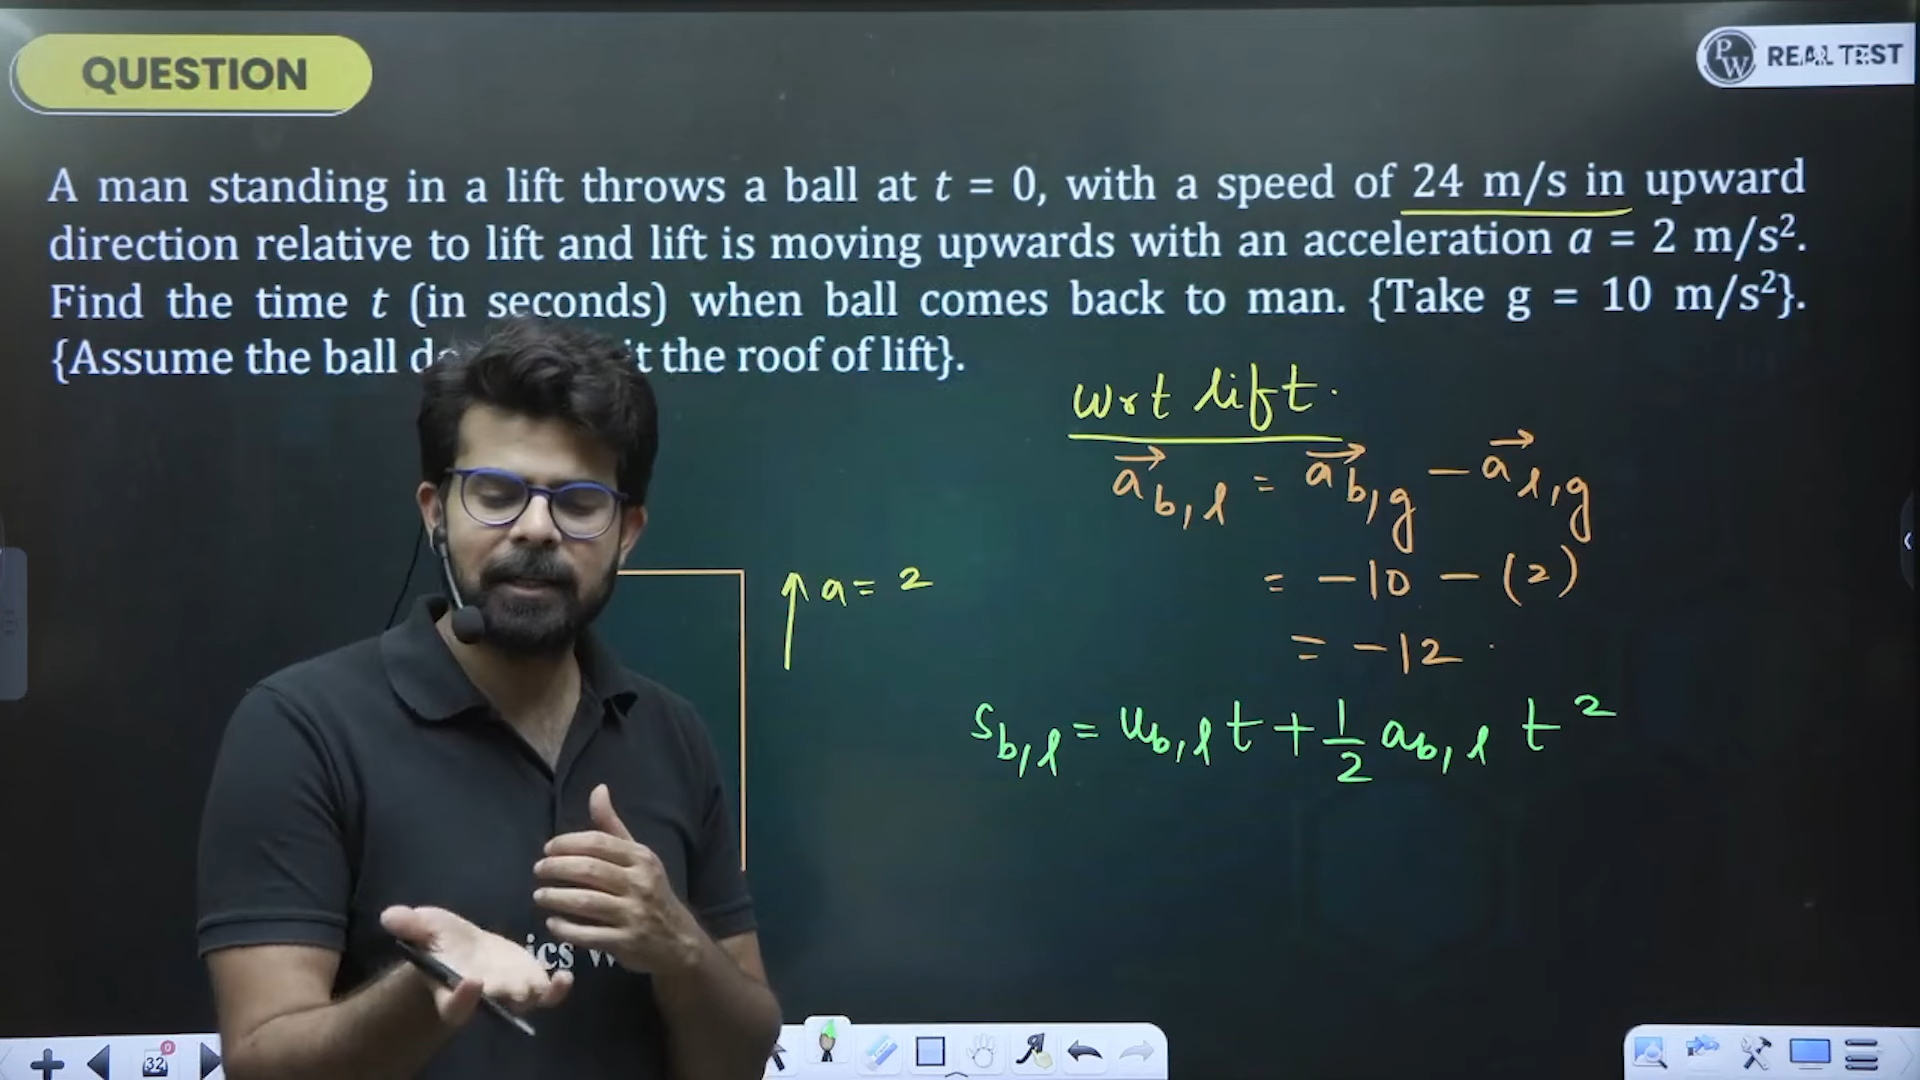 QUESTION
PW REAL TEST
A man standing in a lift throws a ball at t = 0, with a speed of 24 m/s in upward
direction relative to lift and lift is moving upwards with an acceleration a = 2 m/s².
Find the time t (in seconds) when ball comes back to man. {Take g = 10 m/s²}.
{Assume the ball the roof of lift}.
wrt lift.
a⃗b,l = a⃗b,g − a⃗l,g
= −10 − (2)
= −12
↑ a = 2
sb,l = ub,l t + 1/2 ab,l t²
32
0